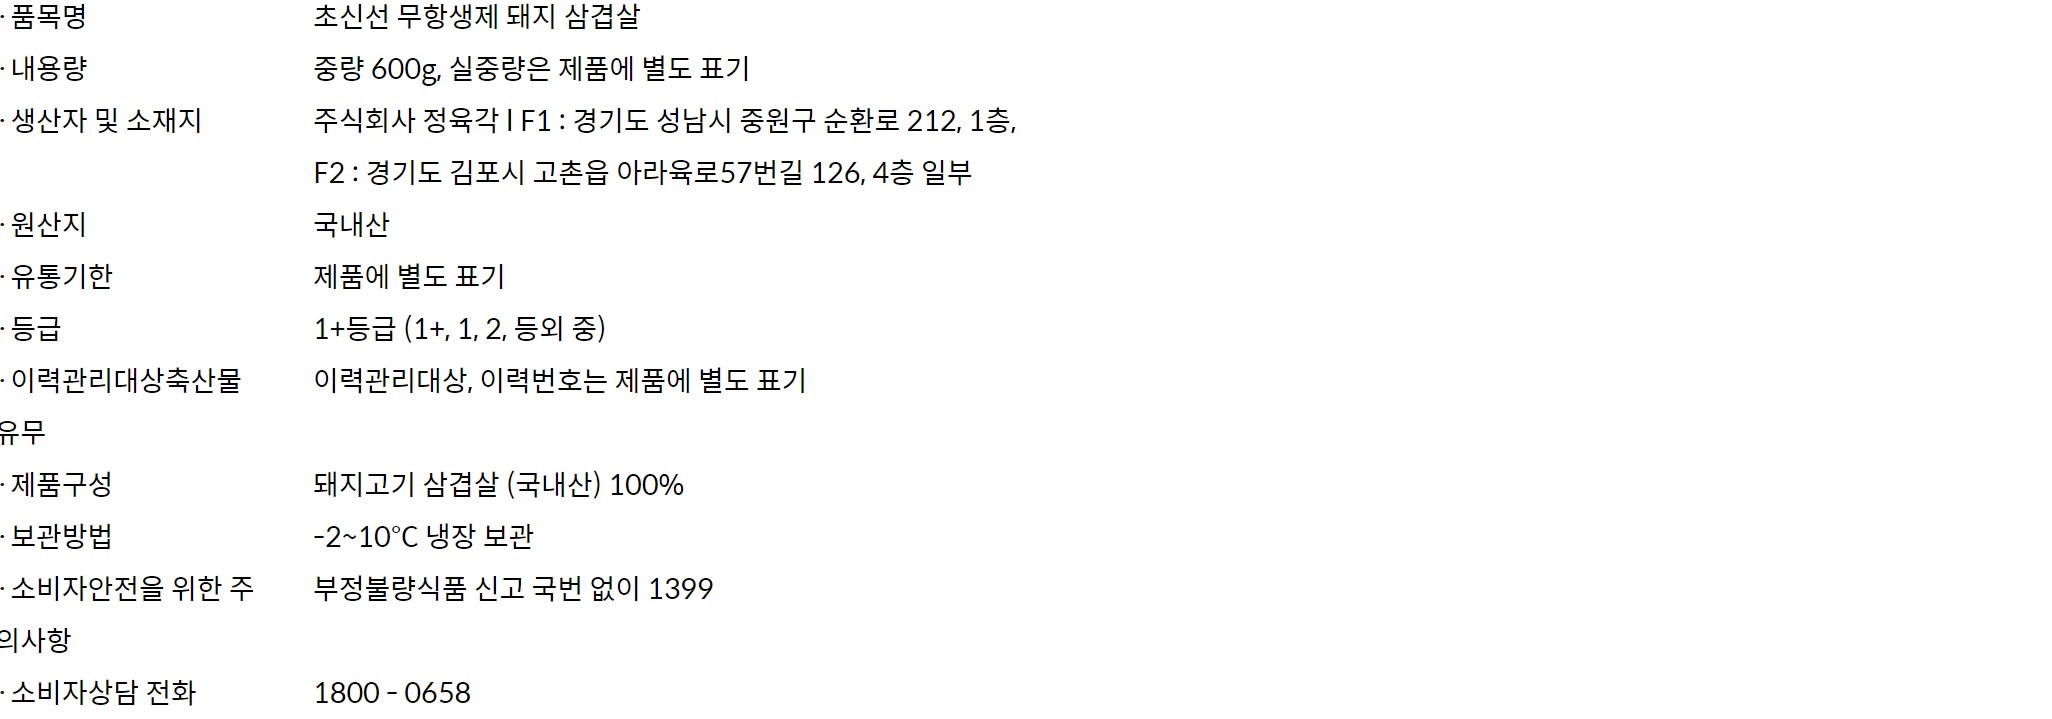 · 품목명 초신선 무항생제 돼지 삼겹살
· 내용량 중량 600g, 실중량은 제품에 별도 표기
· 생산자 및 소재지 주식회사 정육각 I F1 : 경기도 성남시 중원구 순환로 212, 1층,
F2 : 경기도 김포시 고촌읍 아라육로57번길 126, 4층 일부
· 원산지 국내산
· 유통기한 제품에 별도 표기
· 등급 1+등급 (1+, 1, 2, 등외 중)
· 이력관리대상축산물 이력관리대상, 이력번호는 제품에 별도 표기
유무
· 제품구성 돼지고기 삼겹살 (국내산) 100%
· 보관방법 -2~10°C 냉장 보관
· 소비자안전을 위한 주 부정불량식품 신고 국번 없이 1399
의사항
· 소비자상담 전화 1800 - 0658